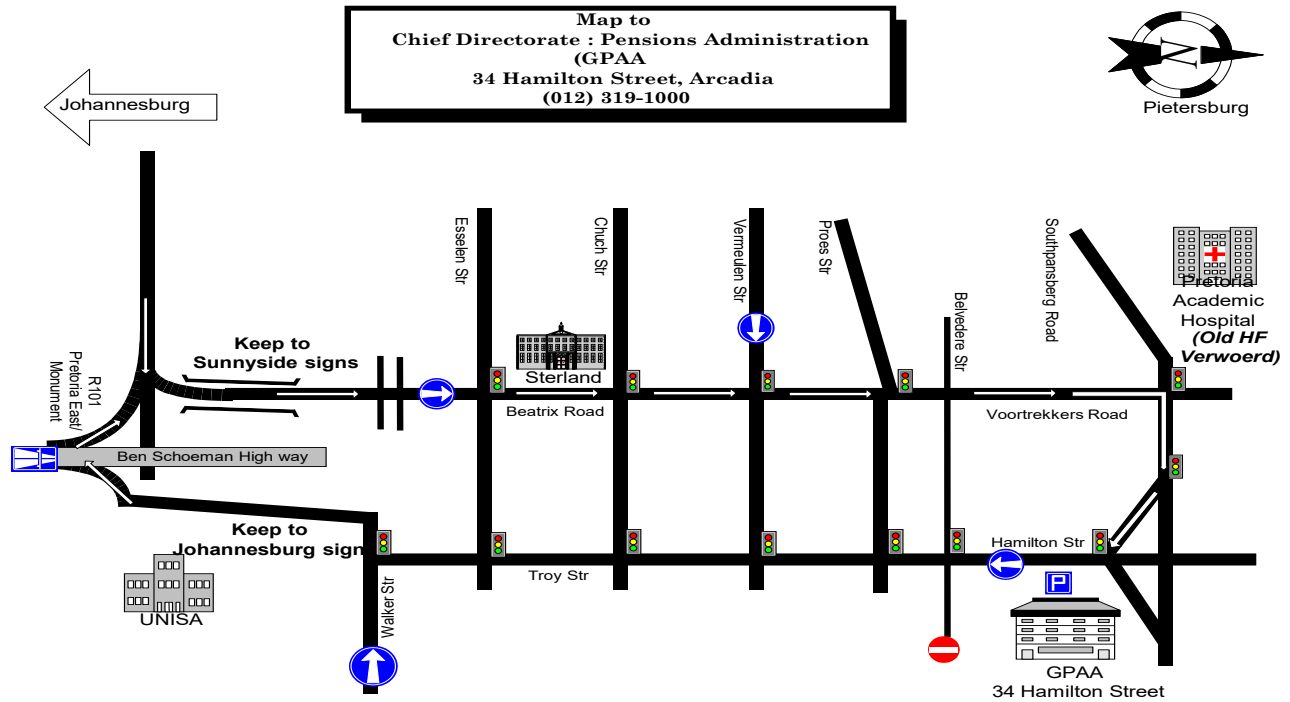 Map to
Chief Directorate : Pensions Administration
(GPAA
34 Hamilton Street, Arcadia
(012) 319-1000
N
Pietersburg
Johannesburg
Esselen Str
Chuch Str
Vermeulen Str
Proes Str
Belvedere Str
Southpansberg Road
Pretoria
Academic
Hospital
(Old HF
Verwoerd)
Keep to
Sunnyside signs
Sterland
Beatrix Road
Voortrekkers Road
R101
Pretoria East/
Monument
Ben Schoeman High way
Keep to
Johannesburg sign
UNISA
Walker Str
Troy Str
Hamilton Str
P
GPAA
34 Hamilton Street